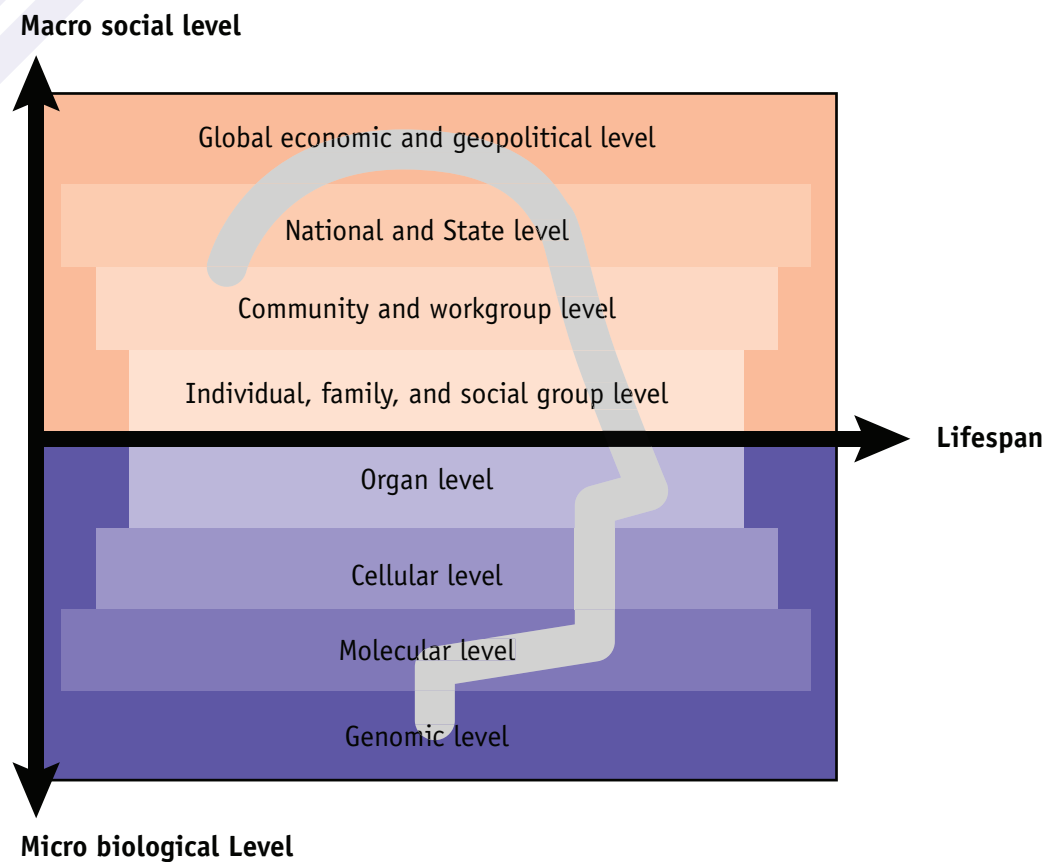 Macro social level
Global economic and geopolitical level
National and State level
Community and workgroup level
Individual, family, and social group level
Lifespan
Organ level
Cellular level
Molecular level
Genomic level
Micro biological Level